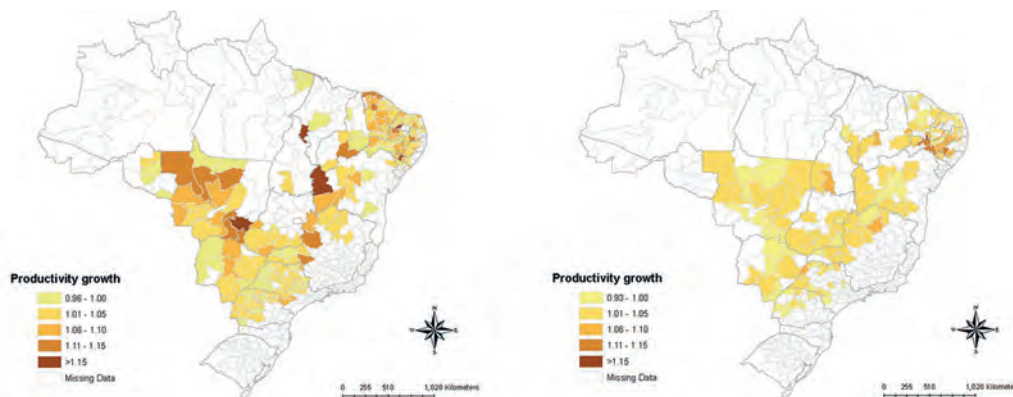 Productivity growth
0.96 - 1.00
1.01 - 1.05
1.06 - 1.10
1.11 - 1.15
>1.15
Missing Data
N
W
E
S
0 255 510 1,020 Kilometers
Productivity growth
0.93 - 1.00
1.01 - 1.05
1.06 - 1.10
1.11 - 1.15
>1.15
Missing Data
N
W
E
S
0 255 510 1,020 Kilometers